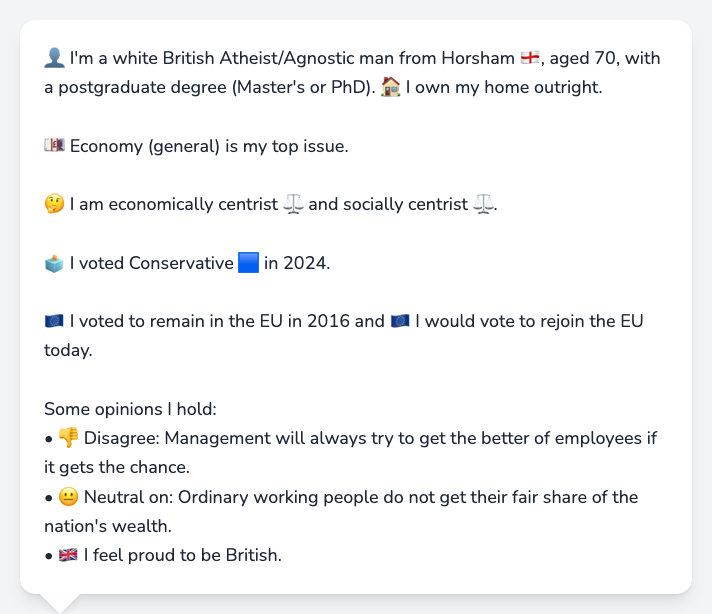 👤 I'm a white British Atheist/Agnostic man from Horsham 🏴󠁧󠁢󠁥󠁮󠁧󠁿, aged 70, with
a postgraduate degree (Master's or PhD). 🏠 I own my home outright.
💷 Economy (general) is my top issue.
🤔 I am economically centrist ⚖️ and socially centrist ⚖️.
🗳️ I voted Conservative 🟦 in 2024.
🇪🇺 I voted to remain in the EU in 2016 and 🇪🇺 I would vote to rejoin the EU
today.
Some opinions I hold:
• 👎 Disagree: Management will always try to get the better of employees if
it gets the chance.
• 😐 Neutral on: Ordinary working people do not get their fair share of the
nation's wealth.
• 🇬🇧 I feel proud to be British.